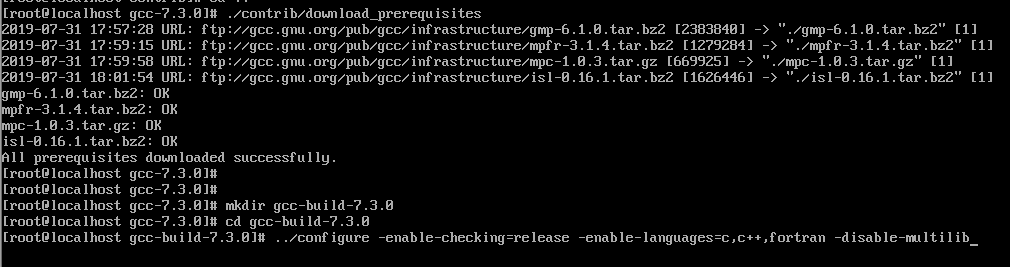 [root@localhost gcc-7.3.0]# ./contrib/download_prerequisites
2019-07-31 17:57:28 URL: ftp://gcc.gnu.org/pub/gcc/infrastructure/gmp-6.1.0.tar.bz2 [2383840] -> "./gmp-6.1.0.tar.bz2" [1]
2019-07-31 17:59:15 URL: ftp://gcc.gnu.org/pub/gcc/infrastructure/mpfr-3.1.4.tar.bz2 [1279284] -> "./mpfr-3.1.4.tar.bz2" [1]
2019-07-31 17:59:58 URL: ftp://gcc.gnu.org/pub/gcc/infrastructure/mpc-1.0.3.tar.gz [669925] -> "./mpc-1.0.3.tar.gz" [1]
2019-07-31 18:01:54 URL: ftp://gcc.gnu.org/pub/gcc/infrastructure/isl-0.16.1.tar.bz2 [1626446] -> "./isl-0.16.1.tar.bz2" [1]
gmp-6.1.0.tar.bz2: OK
mpfr-3.1.4.tar.bz2: OK
mpc-1.0.3.tar.gz: OK
isl-0.16.1.tar.bz2: OK
All prerequisites downloaded successfully.
[root@localhost gcc-7.3.0]#
[root@localhost gcc-7.3.0]#
[root@localhost gcc-7.3.0]# mkdir gcc-build-7.3.0
[root@localhost gcc-7.3.0]# cd gcc-build-7.3.0
[root@localhost gcc-build-7.3.0]# ../configure -enable-checking=release -enable-languages=c,c++,fortran -disable-multilib_